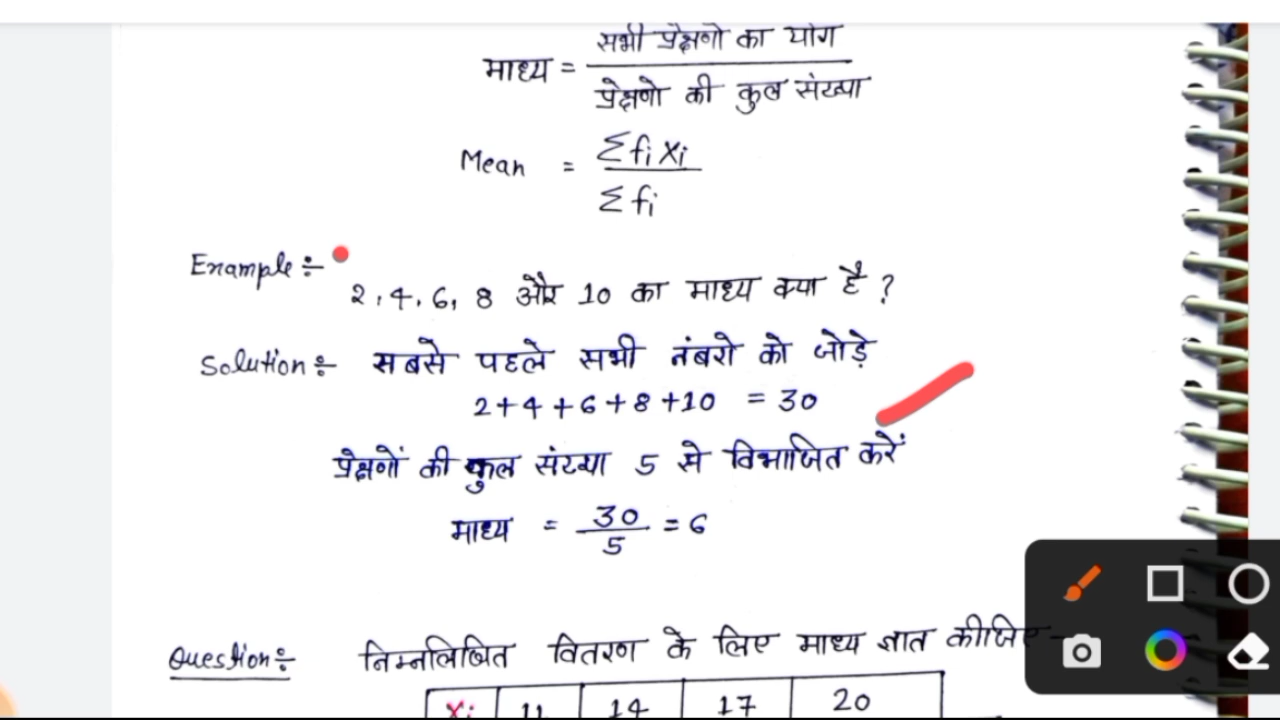 सभी प्रेक्षणो का योग
माध्य =
प्रेक्षणो की कुल संख्या
Mean = Σfixi
Σfi
Example÷
2, 4, 6, 8 और 10 का माध्य क्या है ?
Solution÷ सबसे पहले सभी नंबरो को जोड़े
2+4+6+8+10 = 30
प्रेक्षणों की कुल संख्या 5 से विभाजित करें
माध्य = 30/5 = 6
Question÷ निम्नलिखित वितरण के लिए माध्य ज्ञात कीजिए
xi 11 14 17 20